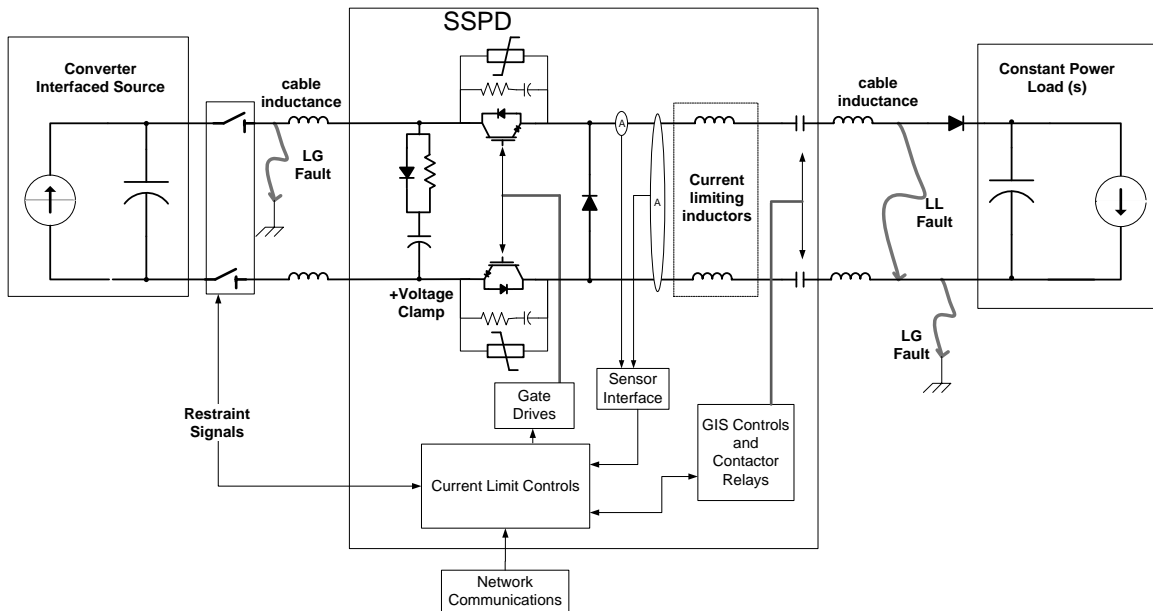 SSPD
Converter
Interfaced Source
cable
inductance
LG
Fault
+Voltage
Clamp
A
A
Current
limiting
inductors
cable
inductance
LL
Fault
LG
Fault
Constant Power
Load (s)
Restraint
Signals
Gate
Drives
Sensor
Interface
GIS Controls
and
Contactor
Relays
Current Limit Controls
Network
Communications